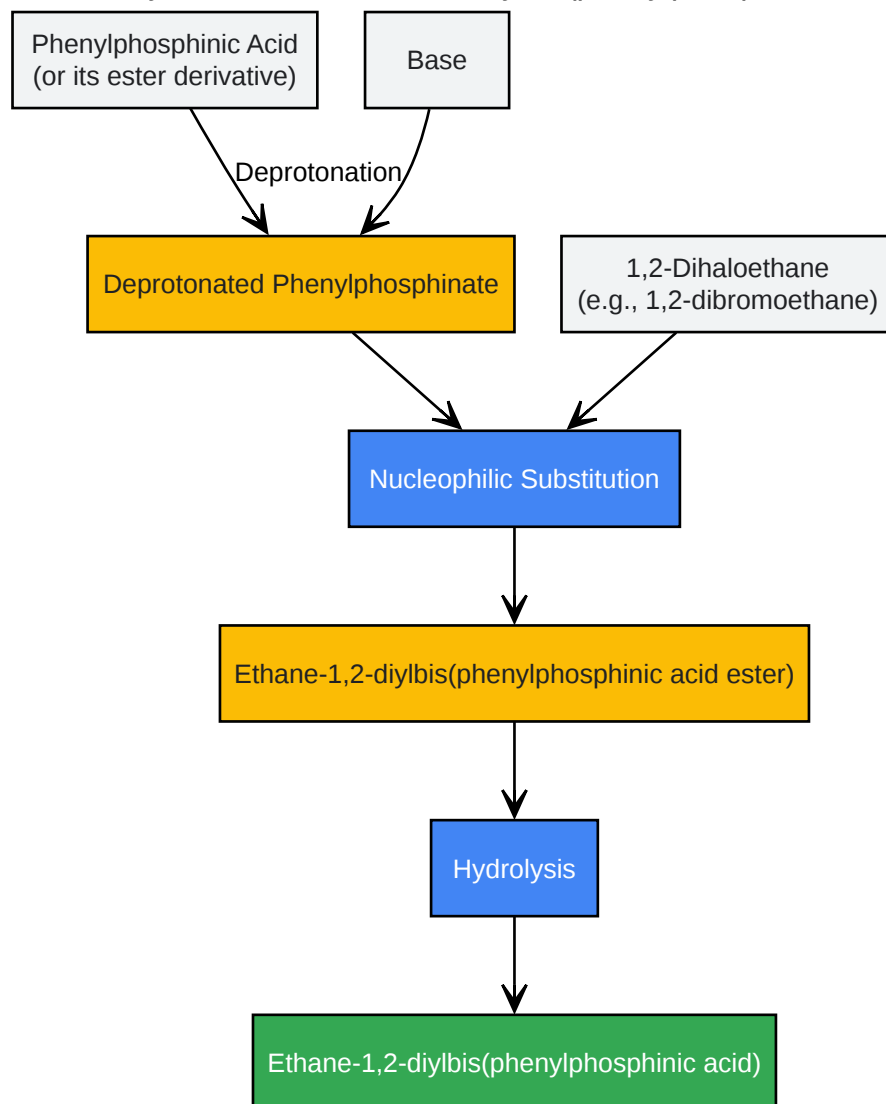 Phenylphosphinic Acid
(or its ester derivative)
Base
Deprotonation
Deprotonated Phenylphosphinate
1,2-Dihaloethane
(e.g., 1,2-dibromoethane)
Nucleophilic Substitution
Ethane-1,2-diylbis(phenylphosphinic acid ester)
Hydrolysis
Ethane-1,2-diylbis(phenylphosphinic acid)